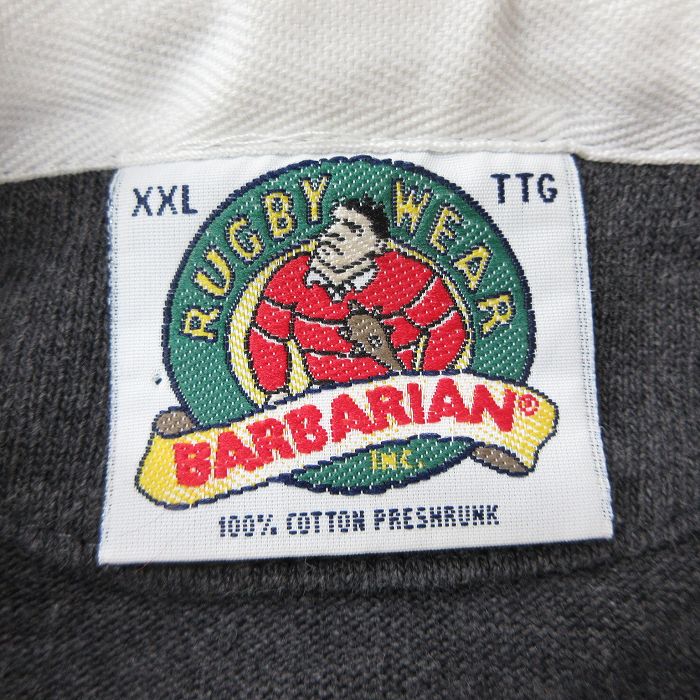 XXL TTG
RUGBY WEAR
BARBARIAN®
INC.
100% COTTON PRESHRUNK